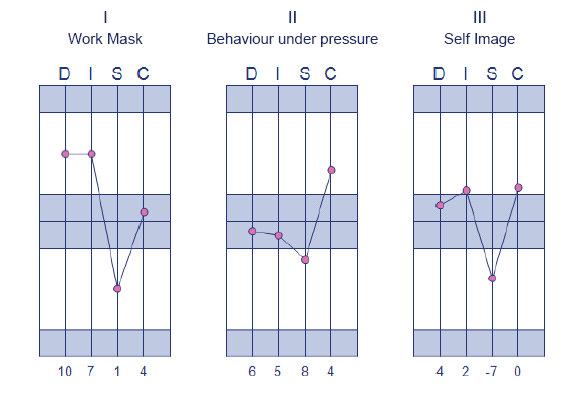 I II III
Work Mask Behaviour under pressure Self Image
D I S C D I S C D I S C
10 7 1 4 6 5 8 4 -4 2 -7 0